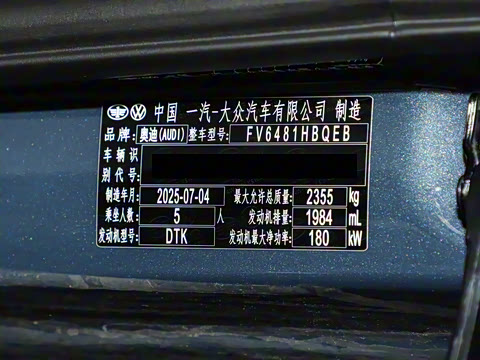 中国 一汽-大众汽车有限公司 制造
品牌: 奥迪(AUDI) 整车型号: FV6481HBQEB
车辆识
别代号:
制造年月: 2025-07-04 最大允许总质量: 2355 kg
乘坐人数: 5 人 发动机排量: 1984 mL
发动机型号: DTK 发动机最大净功率: 180 kW